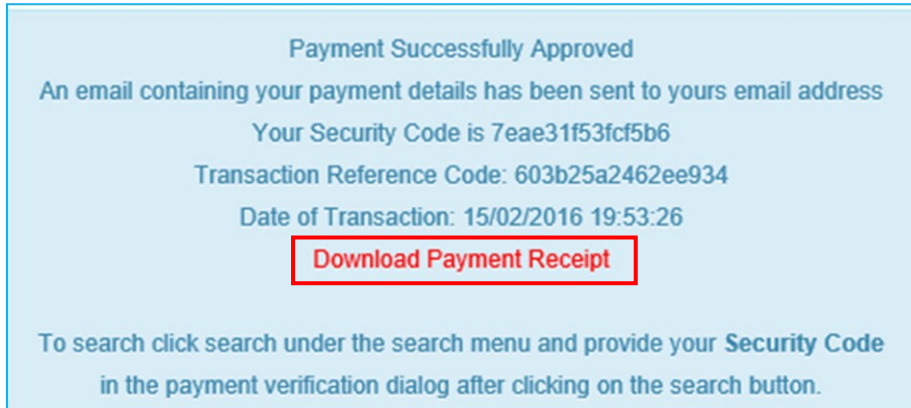 Payment Successfully Approved
An email containing your payment details has been sent to yours email address
Your Security Code is 7eae31f53fcf5b6
Transaction Reference Code: 603b25a2462ee934
Date of Transaction: 15/02/2016 19:53:26
Download Payment Receipt
To search click search under the search menu and provide your Security Code
in the payment verification dialog after clicking on the search button.